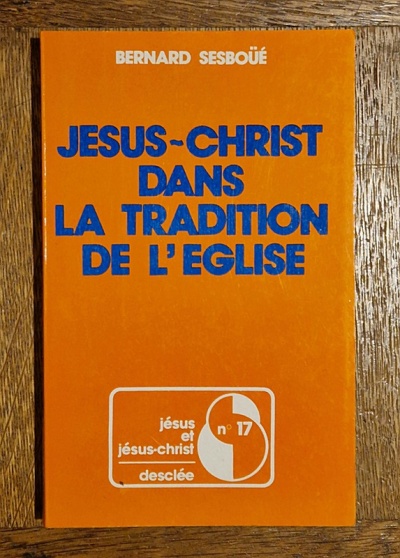 BERNARD SESBOÜÉ
JESUS~CHRIST
DANS
LA TRADITION
DE L'EGLISE
jésus
et
jésus-christ
n° 17
desclée